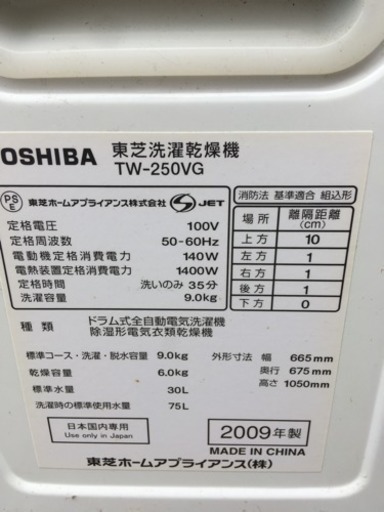 OSHIBA 東芝洗濯乾燥機
TW-250VG
PS
E
東芝ホームアプライアンス株式会社 JET
定格電圧 100V
定格周波数 50-60Hz
電動機定格消費電力 140W
電熱装置定格消費電力 1400W
定格時間 洗いのみ 35分
洗濯容量 9.0kg
消防法 基準適合 組込形
場所 離隔距離(cm)
上方 10
左方 1
右方 1
後方 1
下方 0
種類 ドラム式全自動電気洗濯機
除湿形電気衣類乾燥機
標準コース・洗濯・脱水容量 9.0kg
乾燥容量 6.0kg
標準水量 30L
洗濯時の標準使用水量 75L
外形寸法 幅 665mm
奥行 675mm
高さ 1050mm
日本国内専用
Use only in Japan
2009年製
MADE IN CHINA
東芝ホームアプライアンス(株)